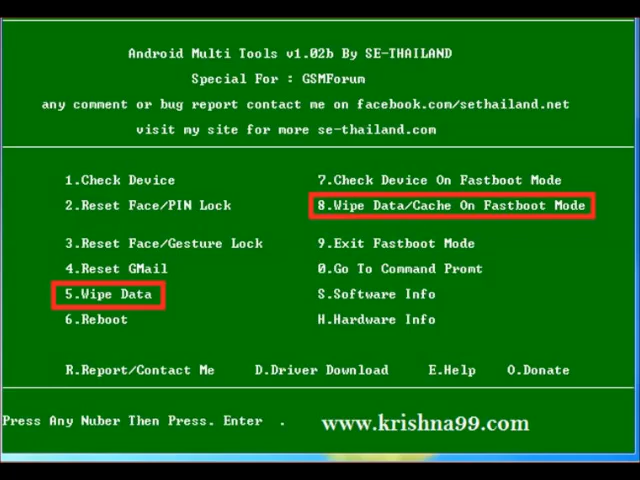 Android Multi Tools v1.02b By SE-THAILAND
Special For : GSMForum
any comment or bug report contact me on facebook.com/sethailand.net
visit my site for more se-thailand.com
1.Check Device
7.Check Device On Fastboot Mode
2.Reset Face/PIN Lock
8.Wipe Data/Cache On Fastboot Mode
3.Reset Face/Gesture Lock
9.Exit Fastboot Mode
4.Reset GMail
0.Go To Command Promt
5.Wipe Data
S.Software Info
6.Reboot
H.Hardware Info
R.Report/Contact Me D.Driver Download E.Help O.Donate
Press Any Nuber Then Press. Enter .
www.krishna99.com